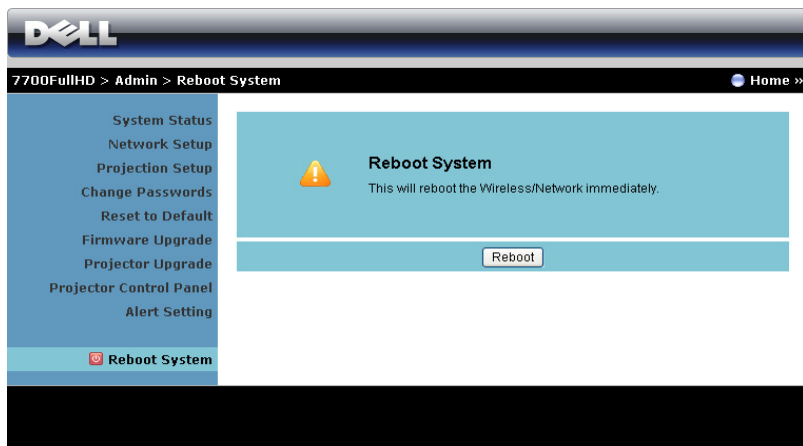 DELL
7700FullHD > Admin > Reboot System
Home »
System Status
Network Setup
Projection Setup
Change Passwords
Reset to Default
Firmware Upgrade
Projector Upgrade
Projector Control Panel
Alert Setting
Reboot System
Reboot System
This will reboot the Wireless/Network immediately.
Reboot